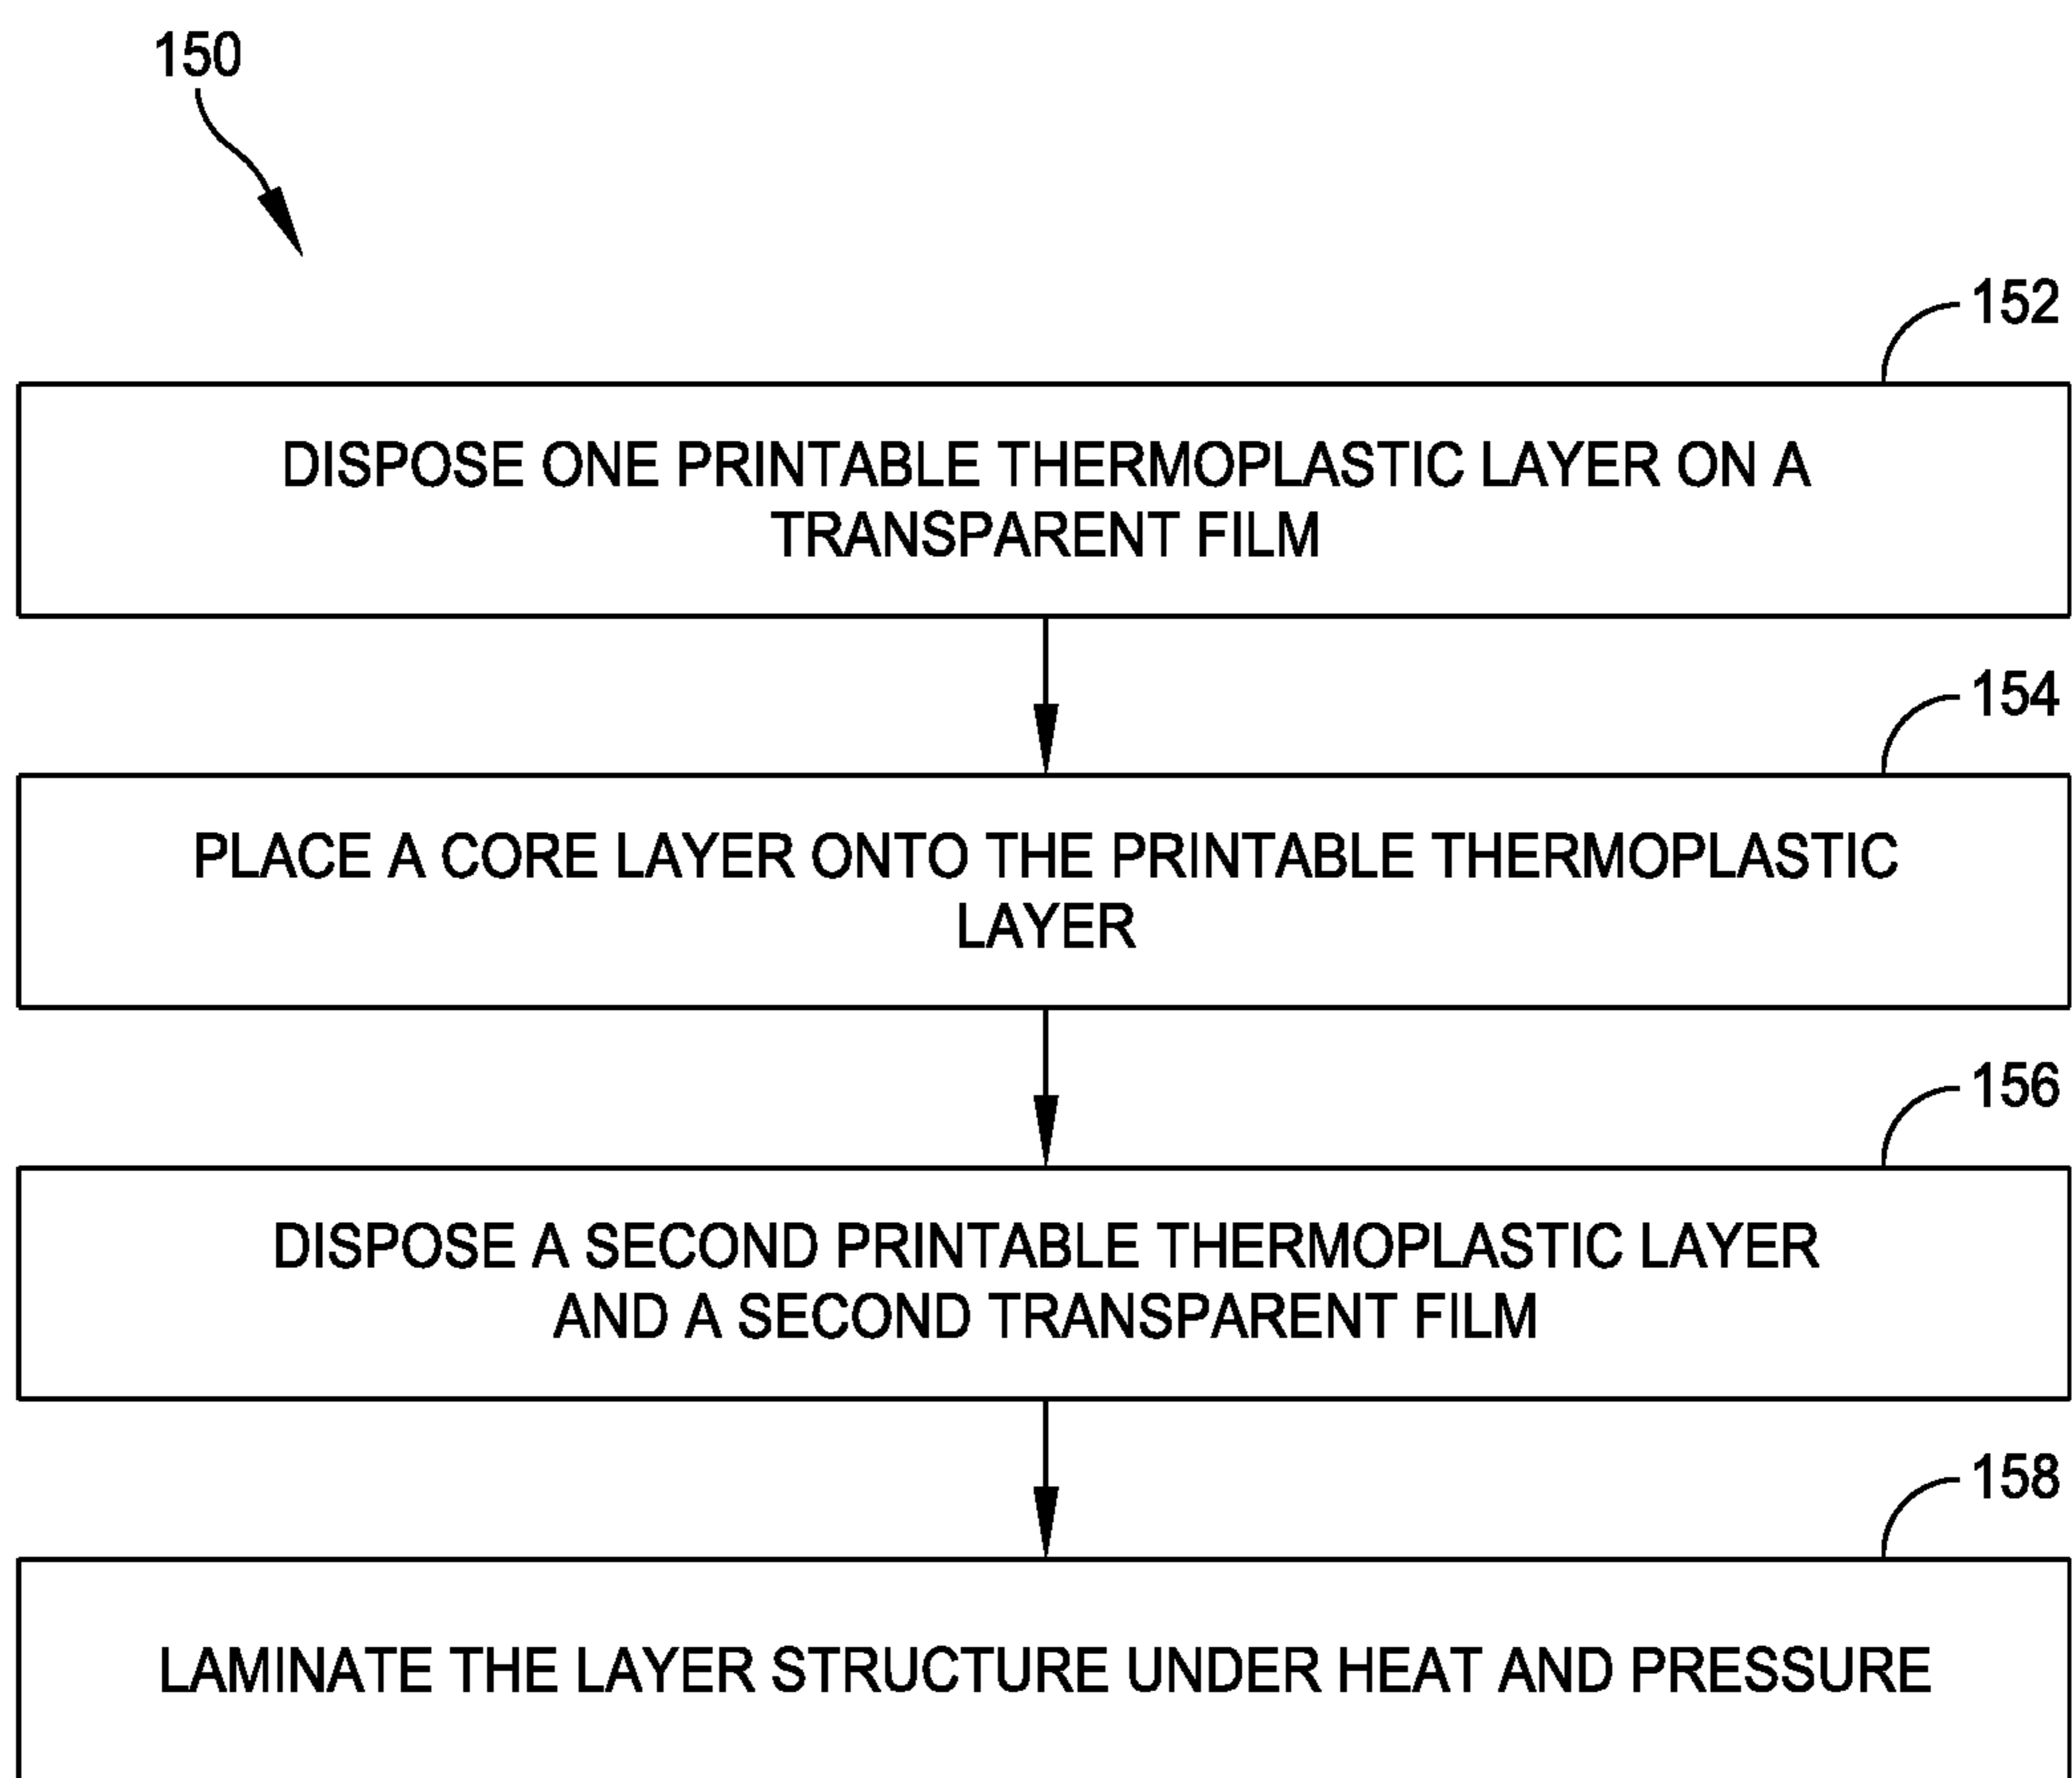 150
152
DISPOSE ONE PRINTABLE THERMOPLASTIC LAYER ON A
TRANSPARENT FILM
154
PLACE A CORE LAYER ONTO THE PRINTABLE THERMOPLASTIC
LAYER
156
DISPOSE A SECOND PRINTABLE THERMOPLASTIC LAYER
AND A SECOND TRANSPARENT FILM
158
LAMINATE THE LAYER STRUCTURE UNDER HEAT AND PRESSURE